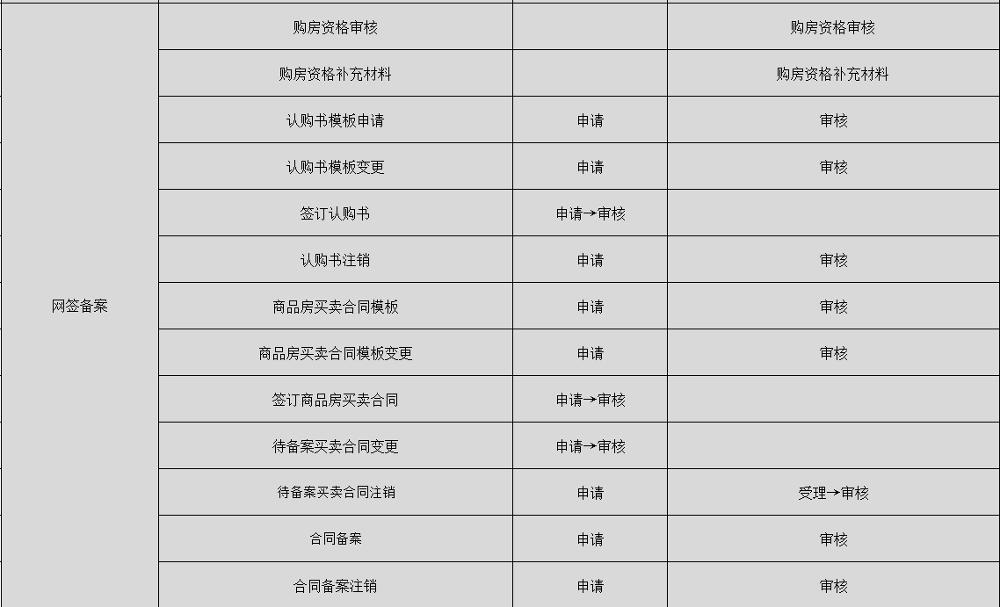 购房资格审核 购房资格审核
购房资格补充材料 购房资格补充材料
认购书模板申请 申请 审核
认购书模板变更 申请 审核
签订认购书 申请→审核
认购书注销 申请 审核
网签备案 商品房买卖合同模板 申请 审核
商品房买卖合同模板变更 申请 审核
签订商品房买卖合同 申请→审核
待备案买卖合同变更 申请→审核
待备案买卖合同注销 申请 受理→审核
合同备案 申请 审核
合同备案注销 申请 审核